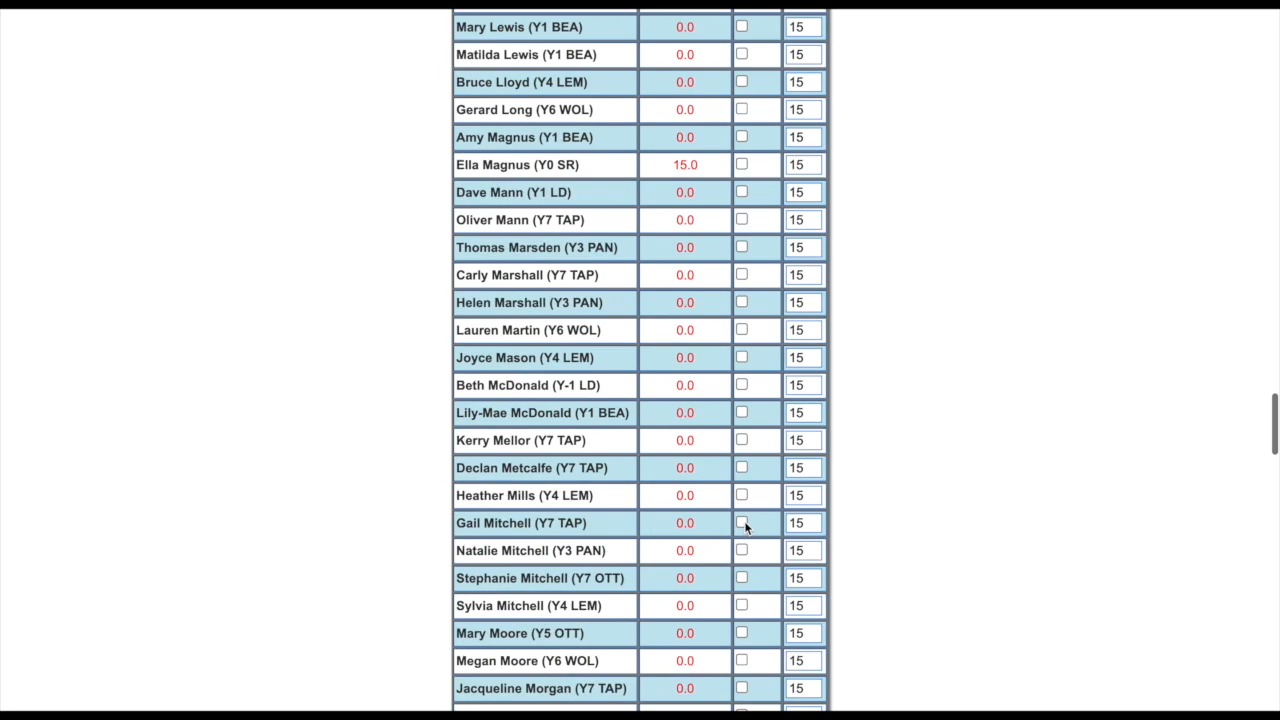 Mary Lewis (Y1 BEA) 0.0 15
Matilda Lewis (Y1 BEA) 0.0 15
Bruce Lloyd (Y4 LEM) 0.0 15
Gerard Long (Y6 WOL) 0.0 15
Amy Magnus (Y1 BEA) 0.0 15
Ella Magnus (Y0 SR) 15.0 15
Dave Mann (Y1 LD) 0.0 15
Oliver Mann (Y7 TAP) 0.0 15
Thomas Marsden (Y3 PAN) 0.0 15
Carly Marshall (Y7 TAP) 0.0 15
Helen Marshall (Y3 PAN) 0.0 15
Lauren Martin (Y6 WOL) 0.0 15
Joyce Mason (Y4 LEM) 0.0 15
Beth McDonald (Y-1 LD) 0.0 15
Lily-Mae McDonald (Y1 BEA) 0.0 15
Kerry Mellor (Y7 TAP) 0.0 15
Declan Metcalfe (Y7 TAP) 0.0 15
Heather Mills (Y4 LEM) 0.0 15
Gail Mitchell (Y7 TAP) 0.0 15
Natalie Mitchell (Y3 PAN) 0.0 15
Stephanie Mitchell (Y7 OTT) 0.0 15
Sylvia Mitchell (Y4 LEM) 0.0 15
Mary Moore (Y5 OTT) 0.0 15
Megan Moore (Y6 WOL) 0.0 15
Jacqueline Morgan (Y7 TAP) 0.0 15